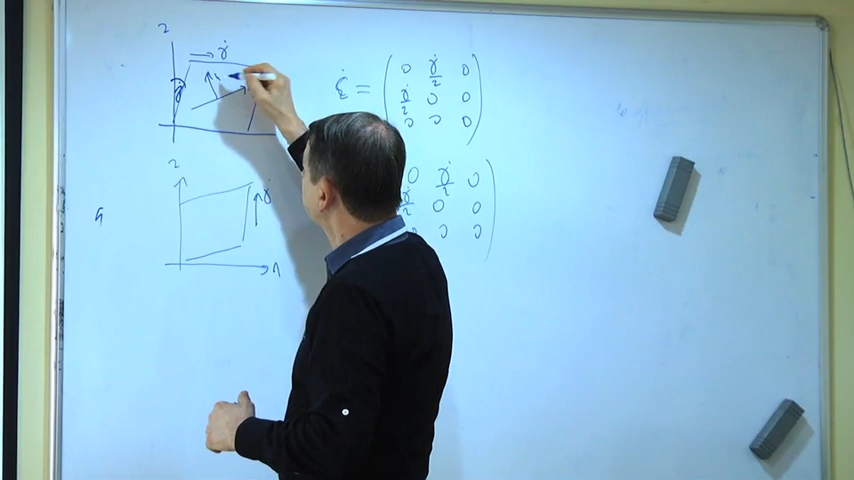 2
γ̇
γ
ε̇ = ( 0 γ̇/2 0
γ̇/2 0 0
0 0 0 )
2
γ̇
0 γ̇/2 0
γ̇/2 0 0
0 0 0
1